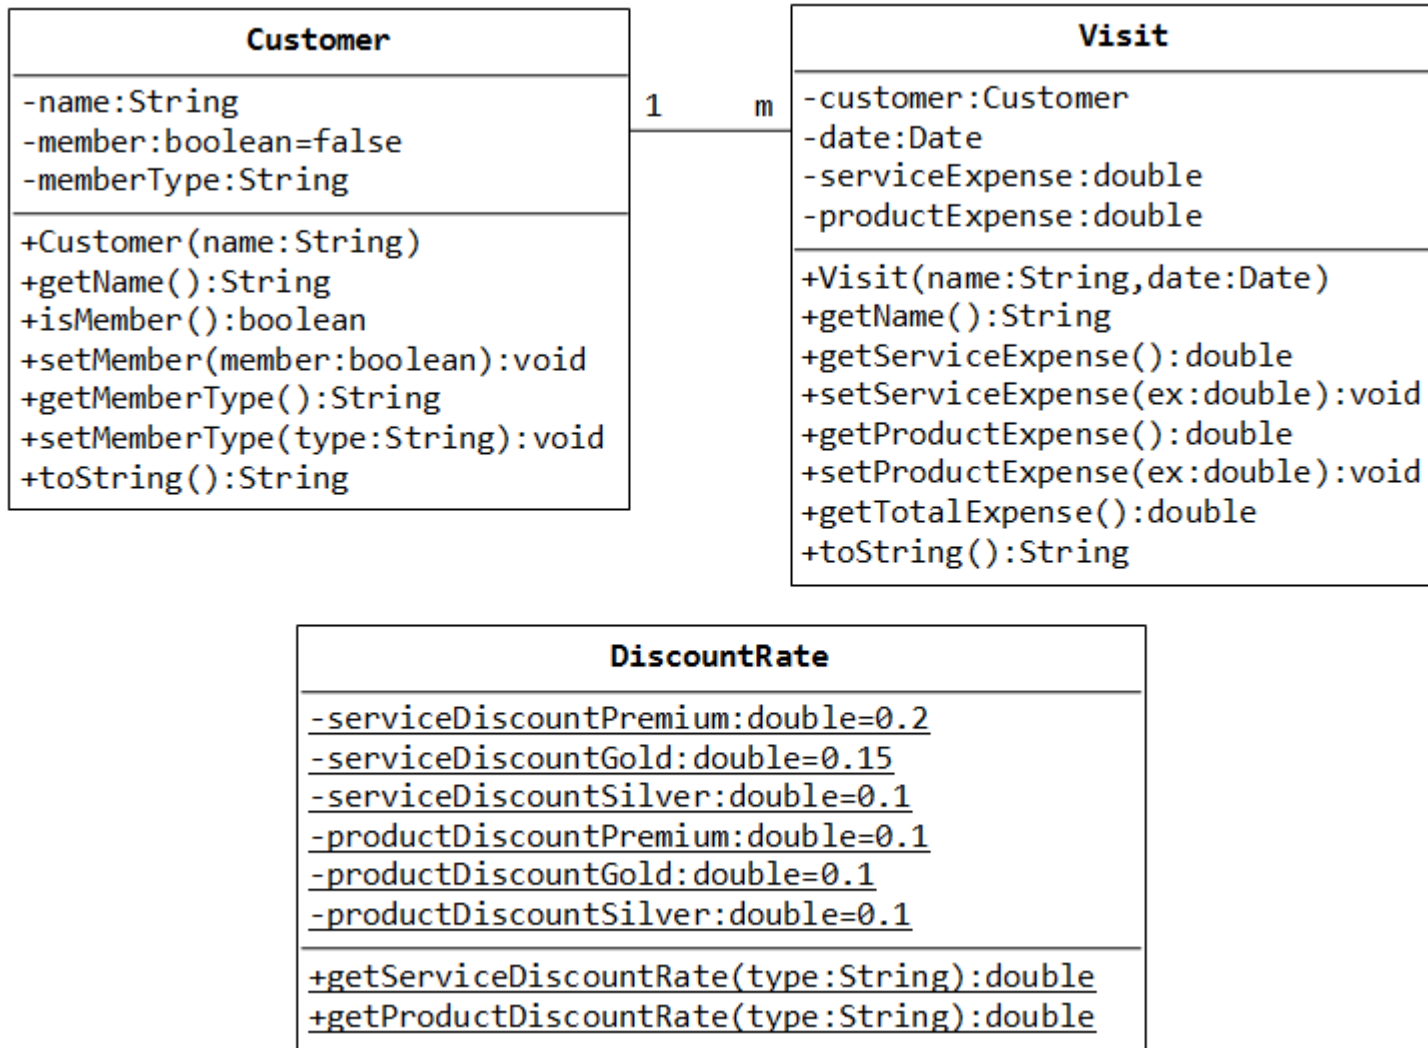 Customer
-name:String
-member:boolean=false
-memberType:String
+Customer(name:String)
+getName():String
+isMember():boolean
+setMember(member:boolean):void
+getMemberType():String
+setMemberType(type:String):void
+toString():String
1 m
Visit
-customer:Customer
-date:Date
-serviceExpense:double
-productExpense:double
+Visit(name:String,date:Date)
+getName():String
+getServiceExpense():double
+setServiceExpense(ex:double):void
+getProductExpense():double
+setProductExpense(ex:double):void
+getTotalExpense():double
+toString():String
DiscountRate
-serviceDiscountPremium:double=0.2
-serviceDiscountGold:double=0.15
-serviceDiscountSilver:double=0.1
-productDiscountPremium:double=0.1
-productDiscountGold:double=0.1
-productDiscountSilver:double=0.1
+getServiceDiscountRate(type:String):double
+getProductDiscountRate(type:String):double